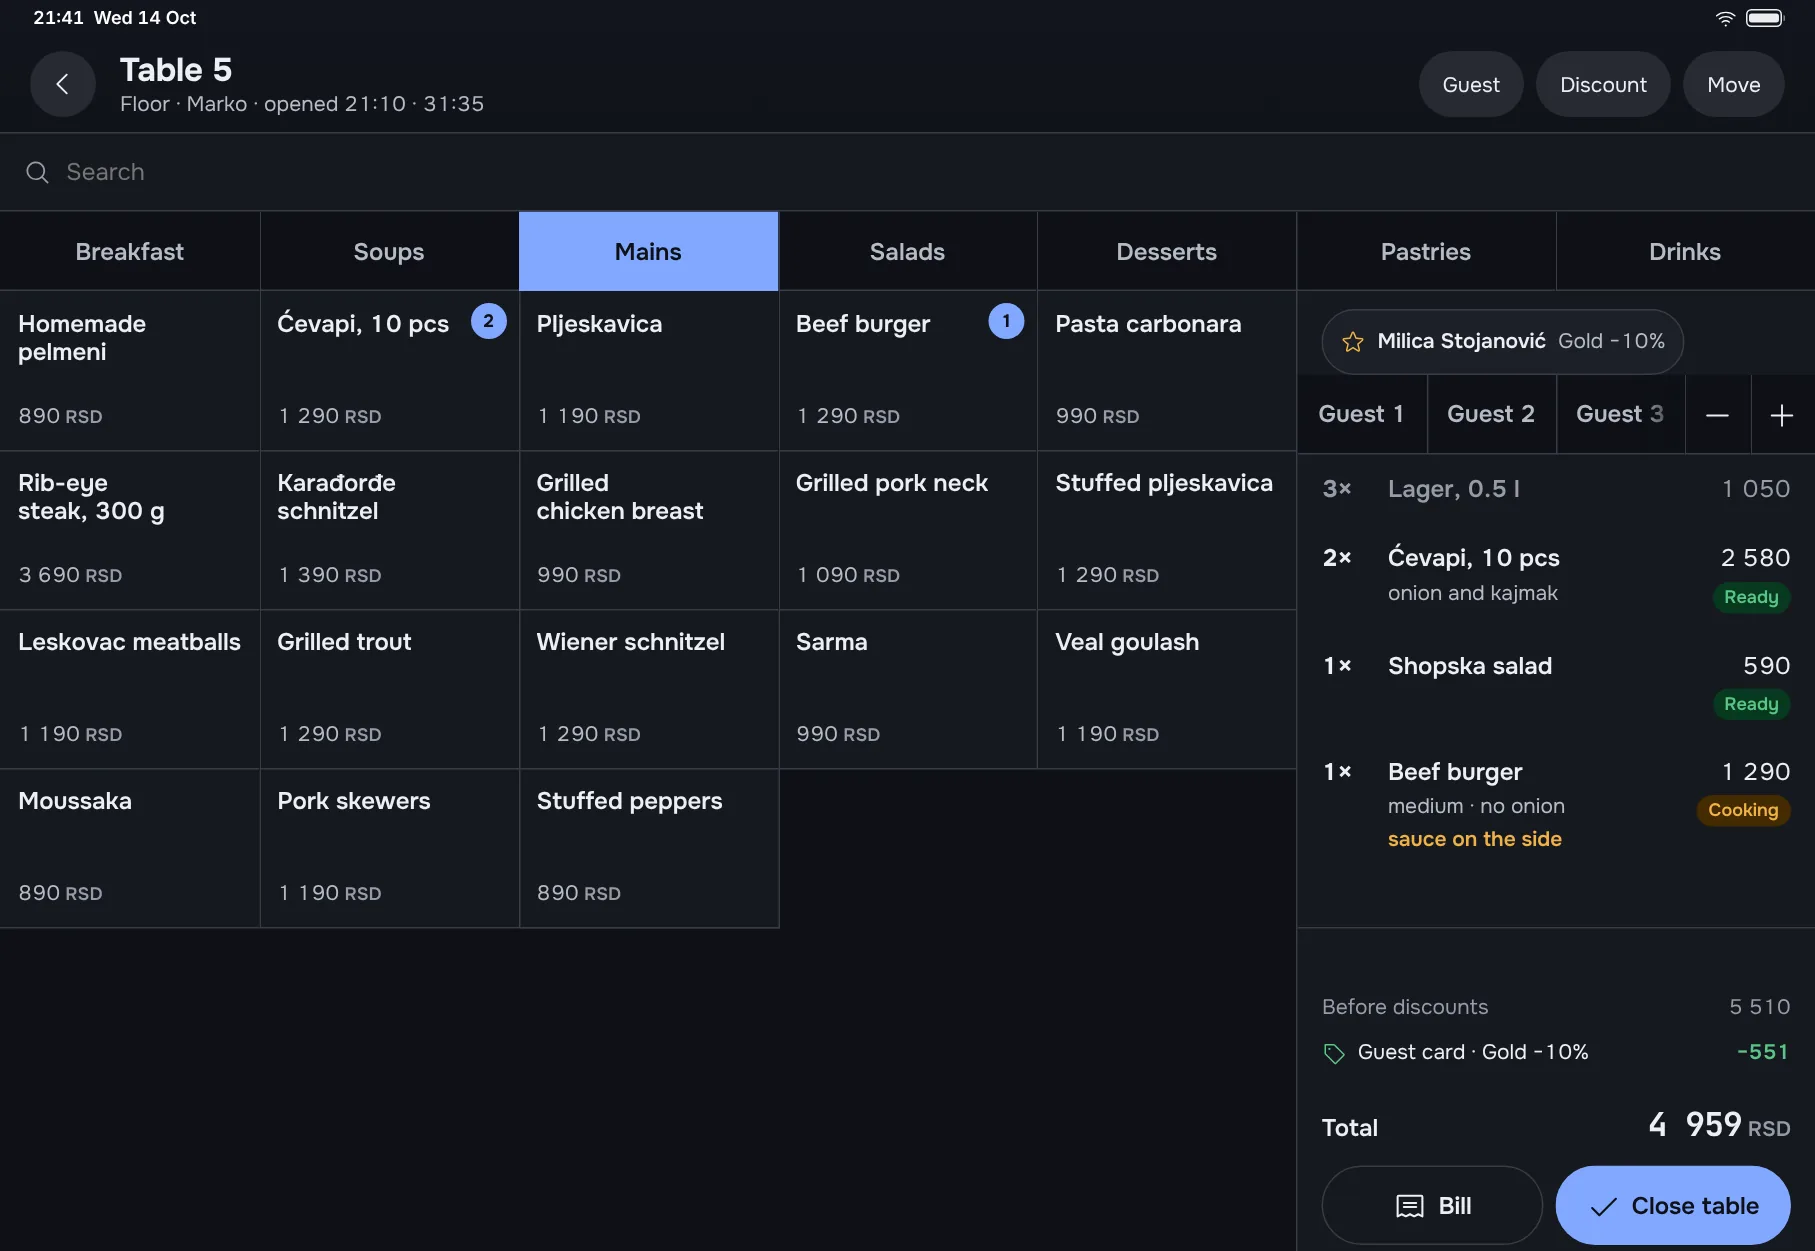 21:41 Wed 14 Oct
Table 5
Floor · Marko · opened 21:10 · 31:35
Guest
Discount
Move
Search
Breakfast
Soups
Mains
Salads
Desserts
Pastries
Drinks
Homemade
pelmeni
890 RSD
Ćevapi, 10 pcs
2
1 290 RSD
Pljeskavica
1 190 RSD
Beef burger
1
1 290 RSD
Pasta carbonara
990 RSD
Rib-eye
steak, 300 g
3 690 RSD
Karađorđe
schnitzel
1 390 RSD
Grilled
chicken breast
990 RSD
Grilled pork neck
1 090 RSD
Stuffed pljeskavica
1 290 RSD
Leskovac meatballs
1 190 RSD
Grilled trout
1 290 RSD
Wiener schnitzel
1 290 RSD
Sarma
990 RSD
Veal goulash
1 190 RSD
Moussaka
890 RSD
Pork skewers
1 190 RSD
Stuffed peppers
890 RSD
Milica Stojanović Gold -10%
Guest 1
Guest 2
Guest 3
3× Lager, 0.5 l 1 050
2× Ćevapi, 10 pcs 2 580
onion and kajmak
Ready
1× Shopska salad 590
Ready
1× Beef burger 1 290
medium · no onion
Cooking
sauce on the side
Before discounts 5 510
Guest card · Gold -10% -551
Total 4 959 RSD
Bill
Close table